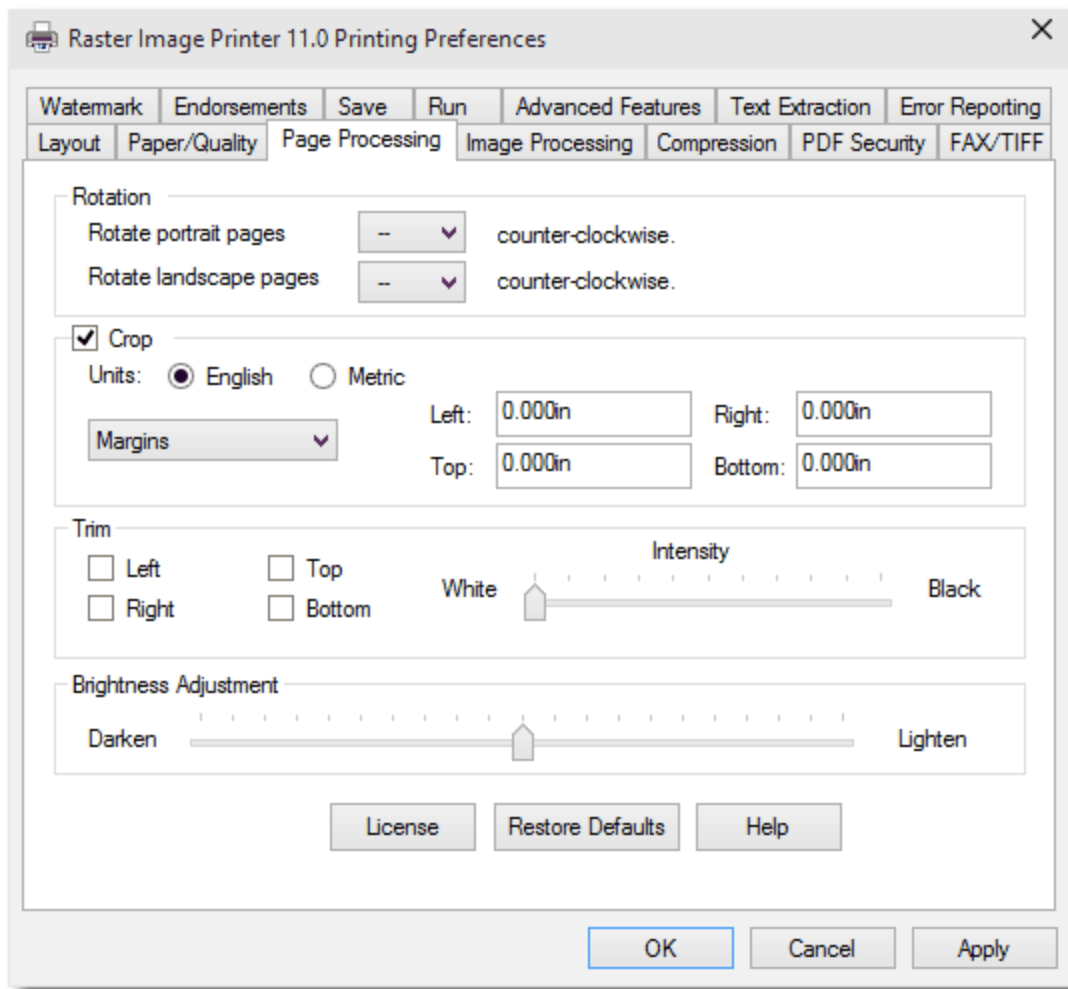 Raster Image Printer 11.0 Printing Preferences
Watermark Endorsements Save Run Advanced Features Text Extraction Error Reporting
Layout Paper/Quality Page Processing Image Processing Compression PDF Security FAX/TIFF
Rotation
Rotate portrait pages -- counter-clockwise.
Rotate landscape pages -- counter-clockwise.
Crop
Units: English Metric
Margins
Left: 0.000in Right: 0.000in
Top: 0.000in Bottom: 0.000in
Trim
Left Top
Right Bottom
Intensity
White Black
Brightness Adjustment
Darken Lighten
License Restore Defaults Help
OK Cancel Apply